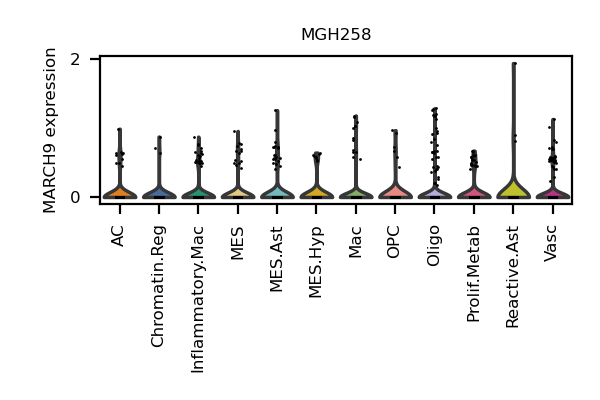 MGH258
MARCH9 expression
2
0
AC
Chromatin.Reg
Inflammatory.Mac
MES
MES.Ast
MES.Hyp
Mac
OPC
Oligo
Prolif.Metab
Reactive.Ast
Vasc